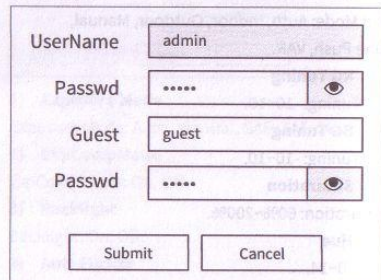 UserName admin
Passwd •••••
Guest guest
Passwd •••••
Submit Cancel